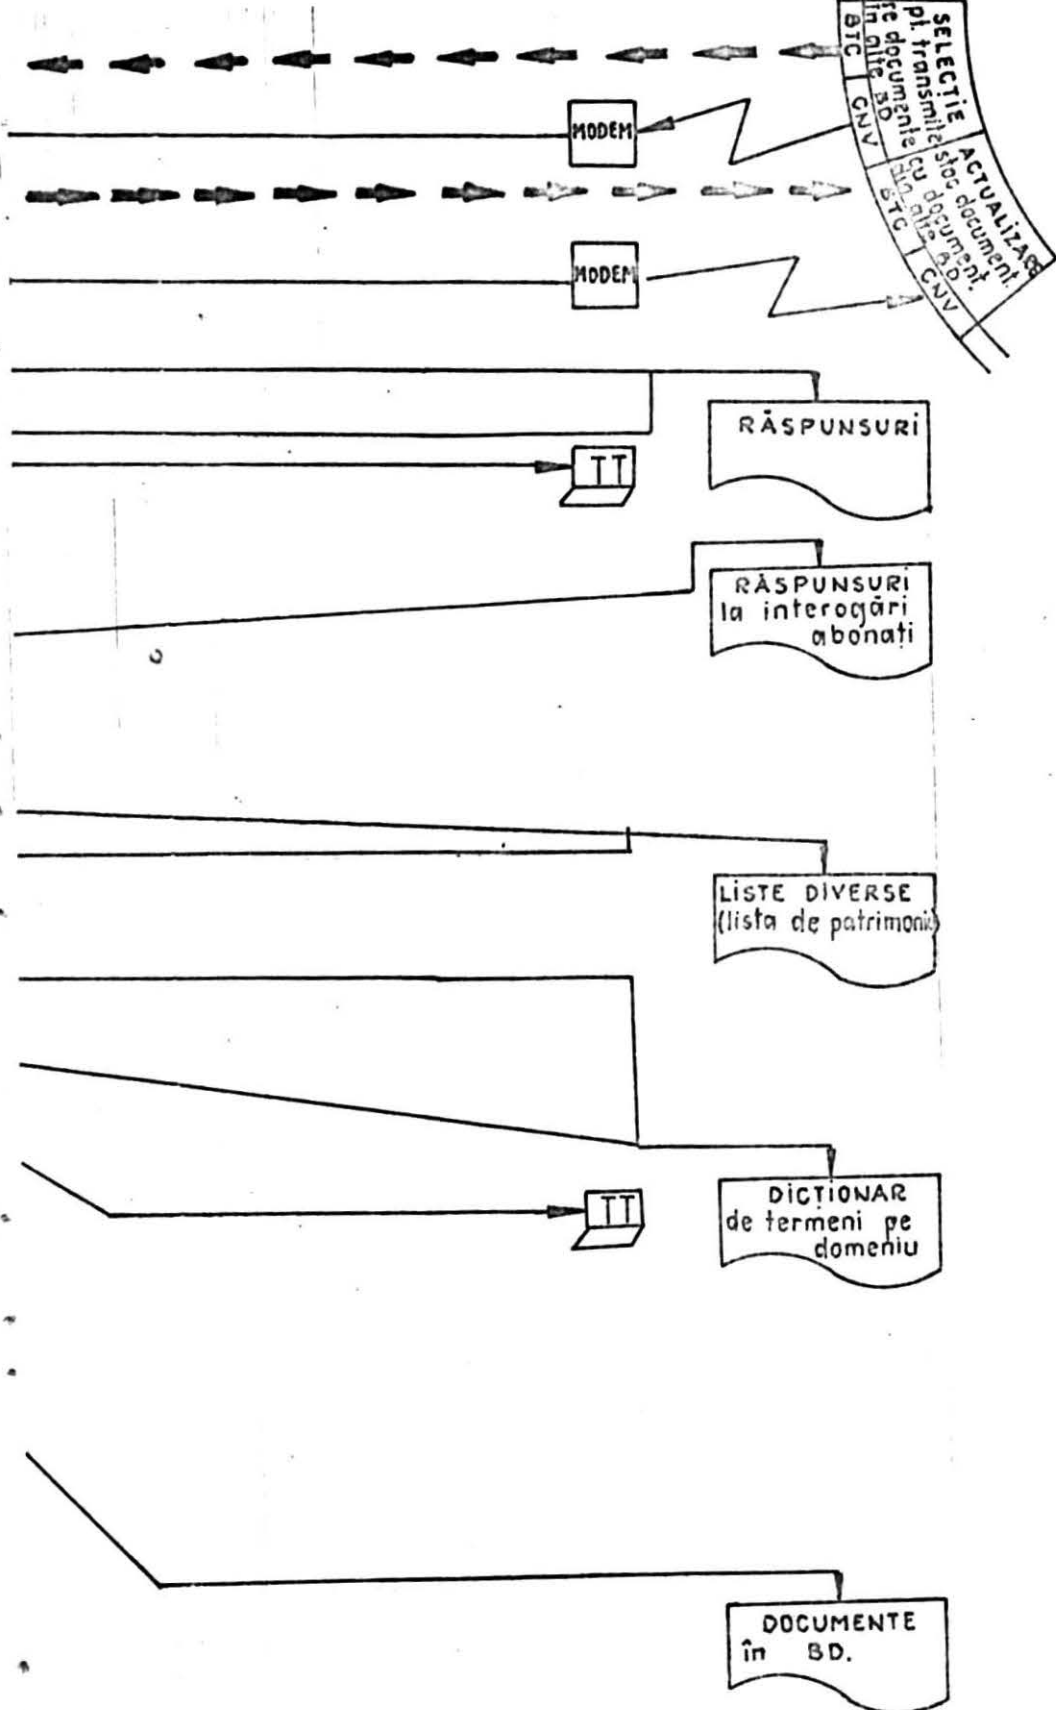 SELECȚIE
pt. transmite
re documente
în alte BD
BTC CNV
ACTUALIZARE
stoc document.
cu document.
din alte B.D.
BTC CNV
MODEM
MODEM
RĂSPUNSURI
TT
RĂSPUNSURI
la interogări
abonați
LISTE DIVERSE
(lista de patrimoniu)
DICȚIONAR
de termeni pe
domeniu
TT
DOCUMENTE
în BD.